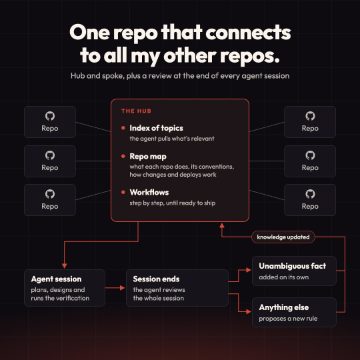 One repo that connects
to all my other repos.
Hub and spoke, plus a review at the end of every agent session
THE HUB
Index of topics
the agent pulls what's relevant
Repo map
what each repo does, its conventions,
how changes and deploys work
Workflows
step by step, until ready to ship
Repo
Repo
Repo
Repo
Repo
Repo
knowledge updated
Agent session
plans, designs and
runs the verification
Session ends
the agent reviews
the whole session
Unambiguous fact
added on its own
Anything else
proposes a new rule